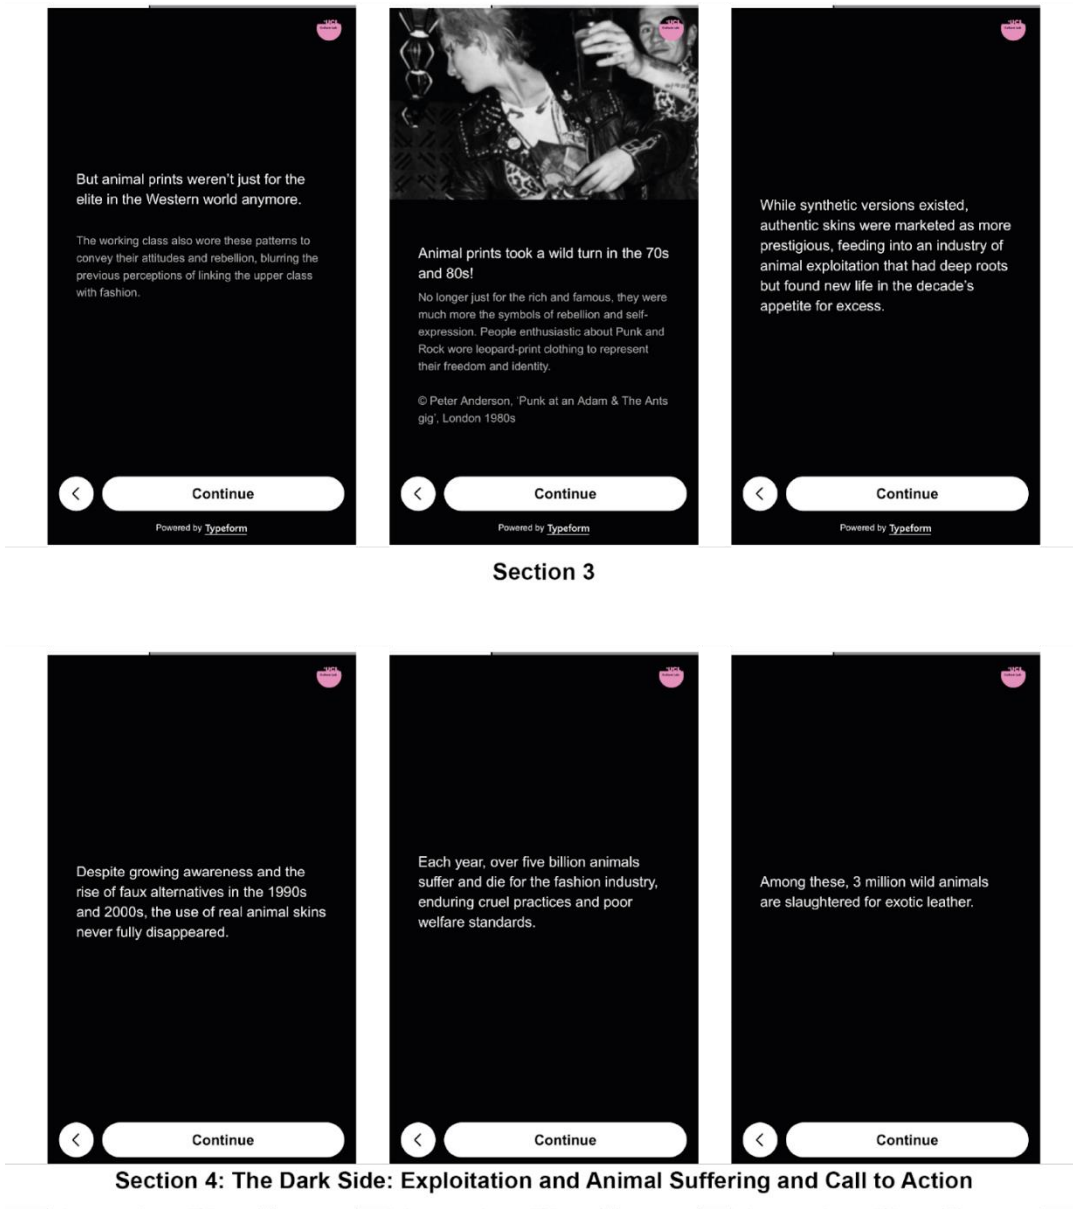 UCL
But animal prints weren't just for the
elite in the Western world anymore.
The working class also wore these patterns to
convey their attitudes and rebellion, blurring the
previous perceptions of linking the upper class
with fashion.
Continue
Powered by Typeform
UCL
Animal prints took a wild turn in the 70s
and 80s!
No longer just for the rich and famous, they were
much more the symbols of rebellion and self-
expression. People enthusiastic about Punk and
Rock wore leopard-print clothing to represent
their freedom and identity.
© Peter Anderson, 'Punk at an Adam & The Ants
gig', London 1980s
Continue
Powered by Typeform
UCL
While synthetic versions existed,
authentic skins were marketed as more
prestigious, feeding into an industry of
animal exploitation that had deep roots
but found new life in the decade's
appetite for excess.
Continue
Powered by Typeform
Section 3
UCL
Despite growing awareness and the
rise of faux alternatives in the 1990s
and 2000s, the use of real animal skins
never fully disappeared.
Continue
UCL
Each year, over five billion animals
suffer and die for the fashion industry,
enduring cruel practices and poor
welfare standards.
Continue
UCL
Among these, 3 million wild animals
are slaughtered for exotic leather.
Continue
Section 4: The Dark Side: Exploitation and Animal Suffering and Call to Action